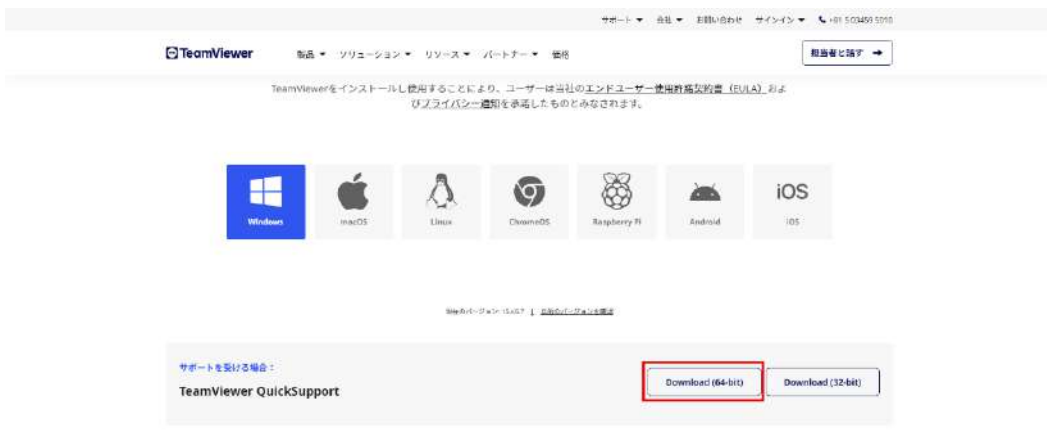 サポート 会社 お問い合わせ サインイン
TeamViewer 製品 ソリューション リソース パートナー 価格 担当者と話す
TeamViewerをインストールし使用することにより、ユーザーは当社のエンドユーザー使用許諾契約書（EULA）およ
びプライバシー通知を承諾したものとみなされます。
iOS
Windows macOS Linux ChromeOS Raspberry Pi Android iOS
サポートを受ける場合：
TeamViewer QuickSupport
Download (64-bit) Download (32-bit)